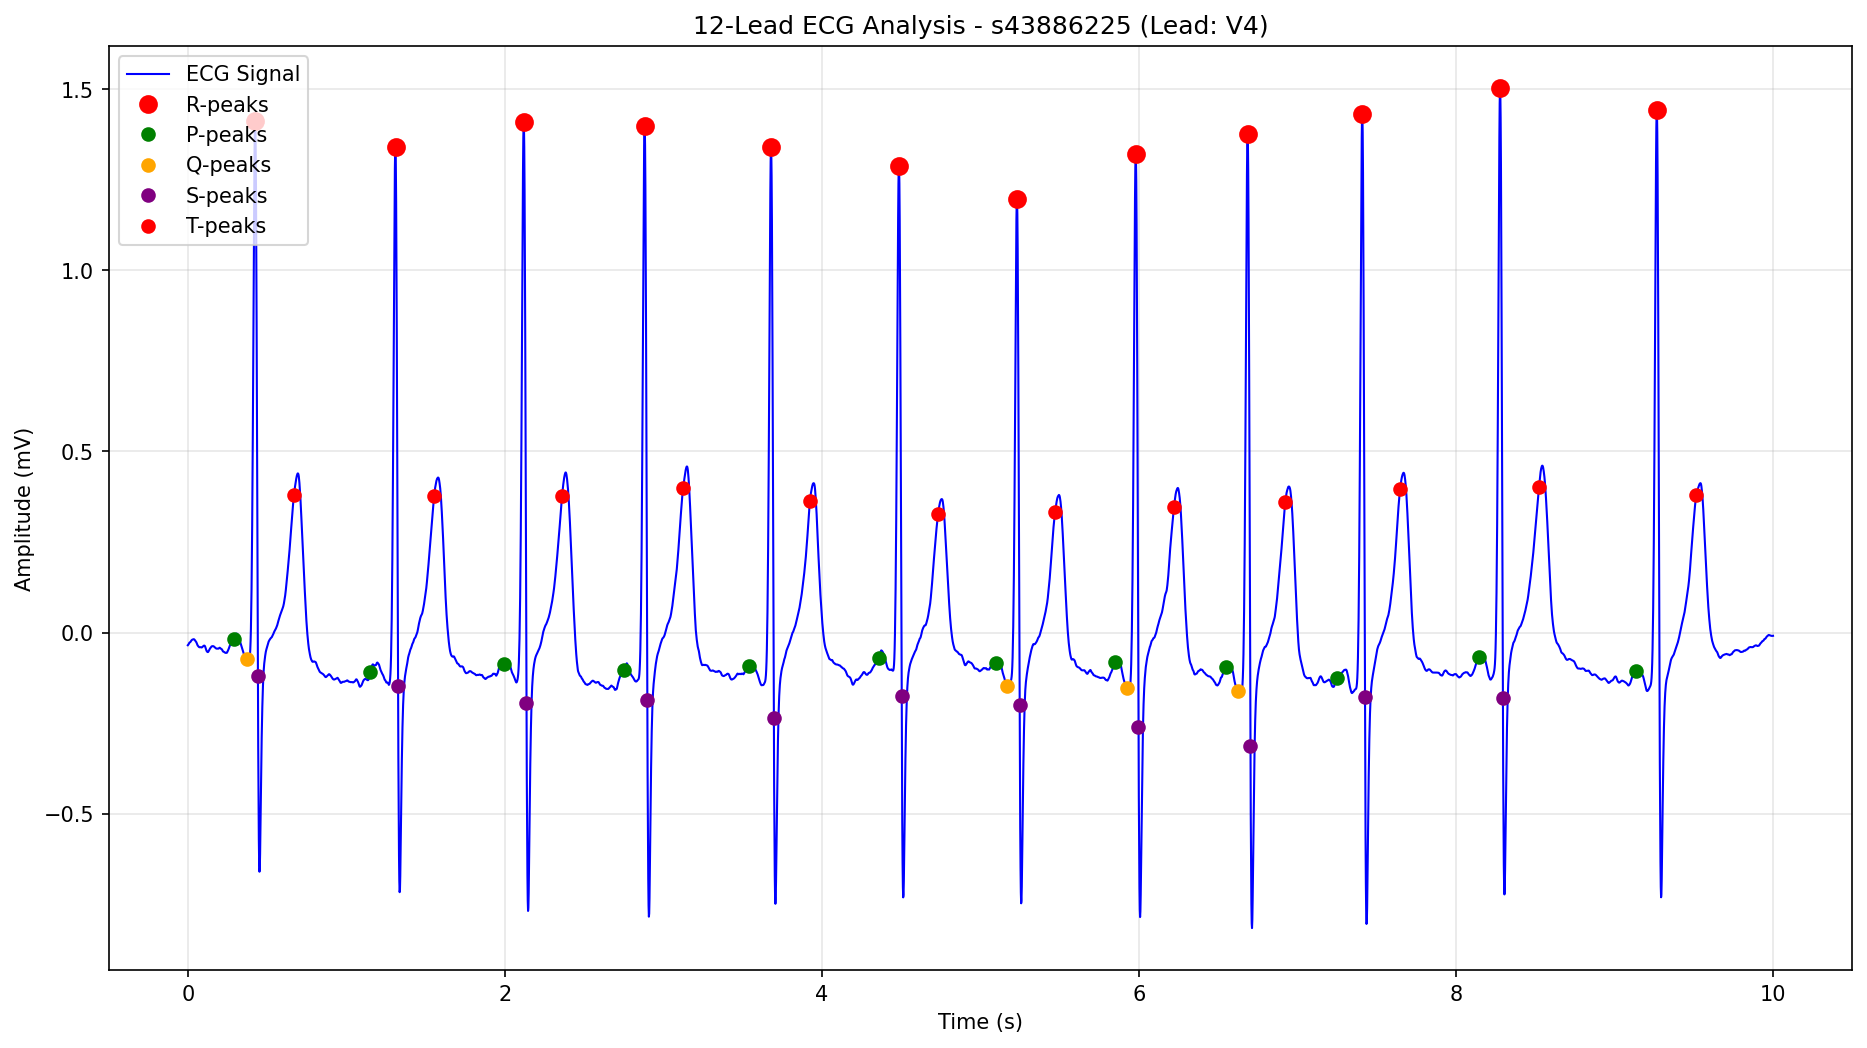 12-Lead ECG Analysis - s43886225 (Lead: V4)
ECG Signal
R-peaks
P-peaks
Q-peaks
S-peaks
T-peaks
1.5
1.0
0.5
0.0
−0.5
Amplitude (mV)
0 2 4 6 8 10
Time (s)